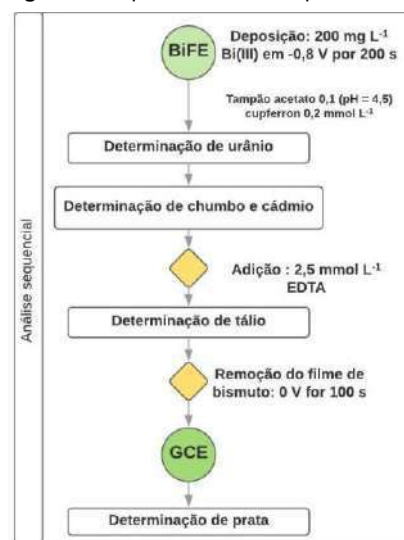 Análise sequencial
BiFE
Deposição: 200 mg L-1
Bi(III) em -0,8 V por 200 s
Tampão acetato 0,1 (pH = 4,5)
cupferron 0,2 mmol L-1
Determinação de urânio
Determinação de chumbo e cádmio
Adição : 2,5 mmol L-1
EDTA
Determinação de tálio
Remoção do filme de
bismuto: 0 V for 100 s
GCE
Determinação de prata